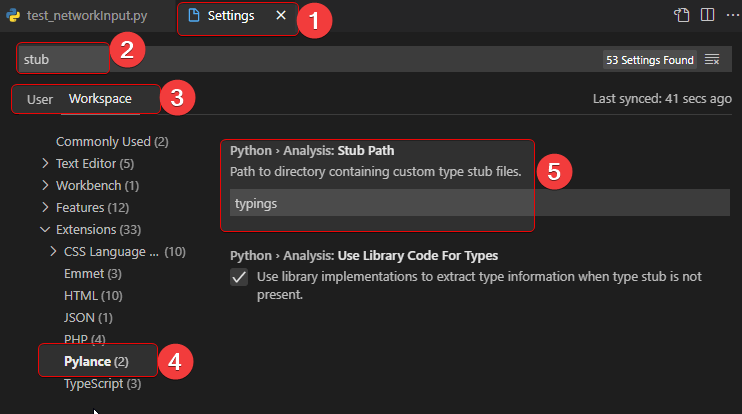 test_networkInput.py
Settings
1
stub
2
53 Settings Found
User
Workspace
3
Last synced: 41 secs ago
Commonly Used (2)
Text Editor (5)
Workbench (1)
Features (12)
Extensions (33)
CSS Language ... (10)
Emmet (3)
HTML (10)
JSON (1)
PHP (4)
Pylance (2)
4
TypeScript (3)
Python › Analysis: Stub Path
Path to directory containing custom type stub files.
5
typings
Python › Analysis: Use Library Code For Types
Use library implementations to extract type information when type stub is not
present.